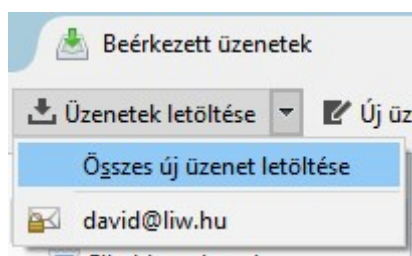 Beérkezett üzenetek
Üzenetek letöltése Új üz
Összes új üzenet letöltése
david@liw.hu